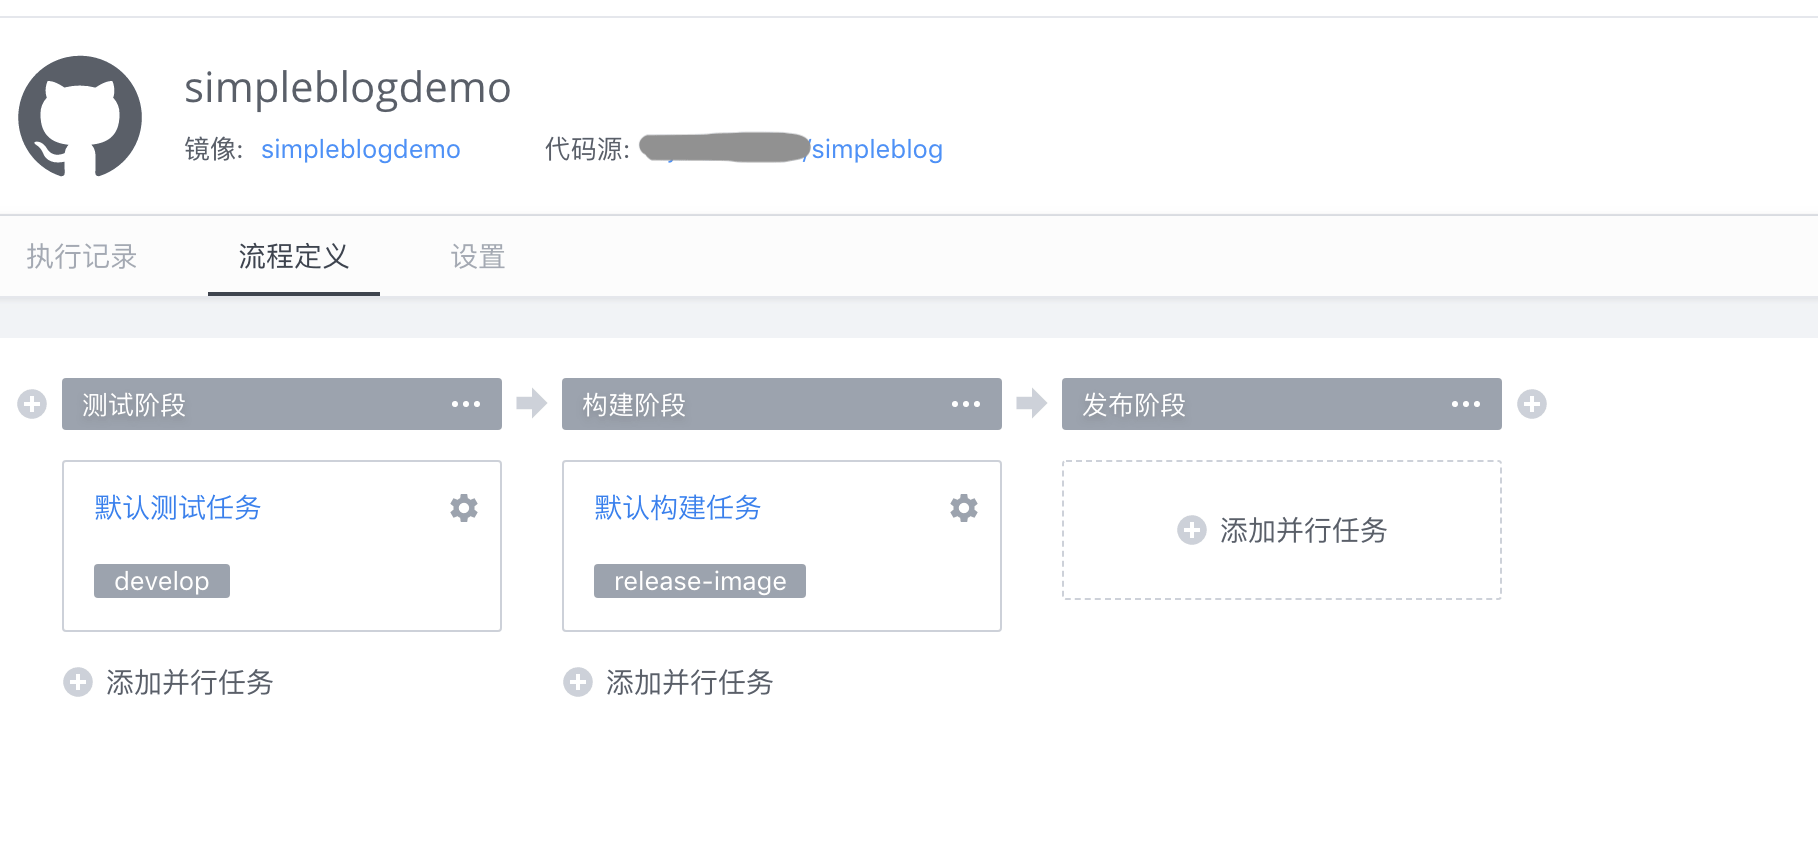 simpleblogdemo
镜像: simpleblogdemo 代码源: /simpleblog
执行记录 流程定义 设置
测试阶段 构建阶段 发布阶段
默认测试任务 默认构建任务 添加并行任务
develop release-image
添加并行任务 添加并行任务